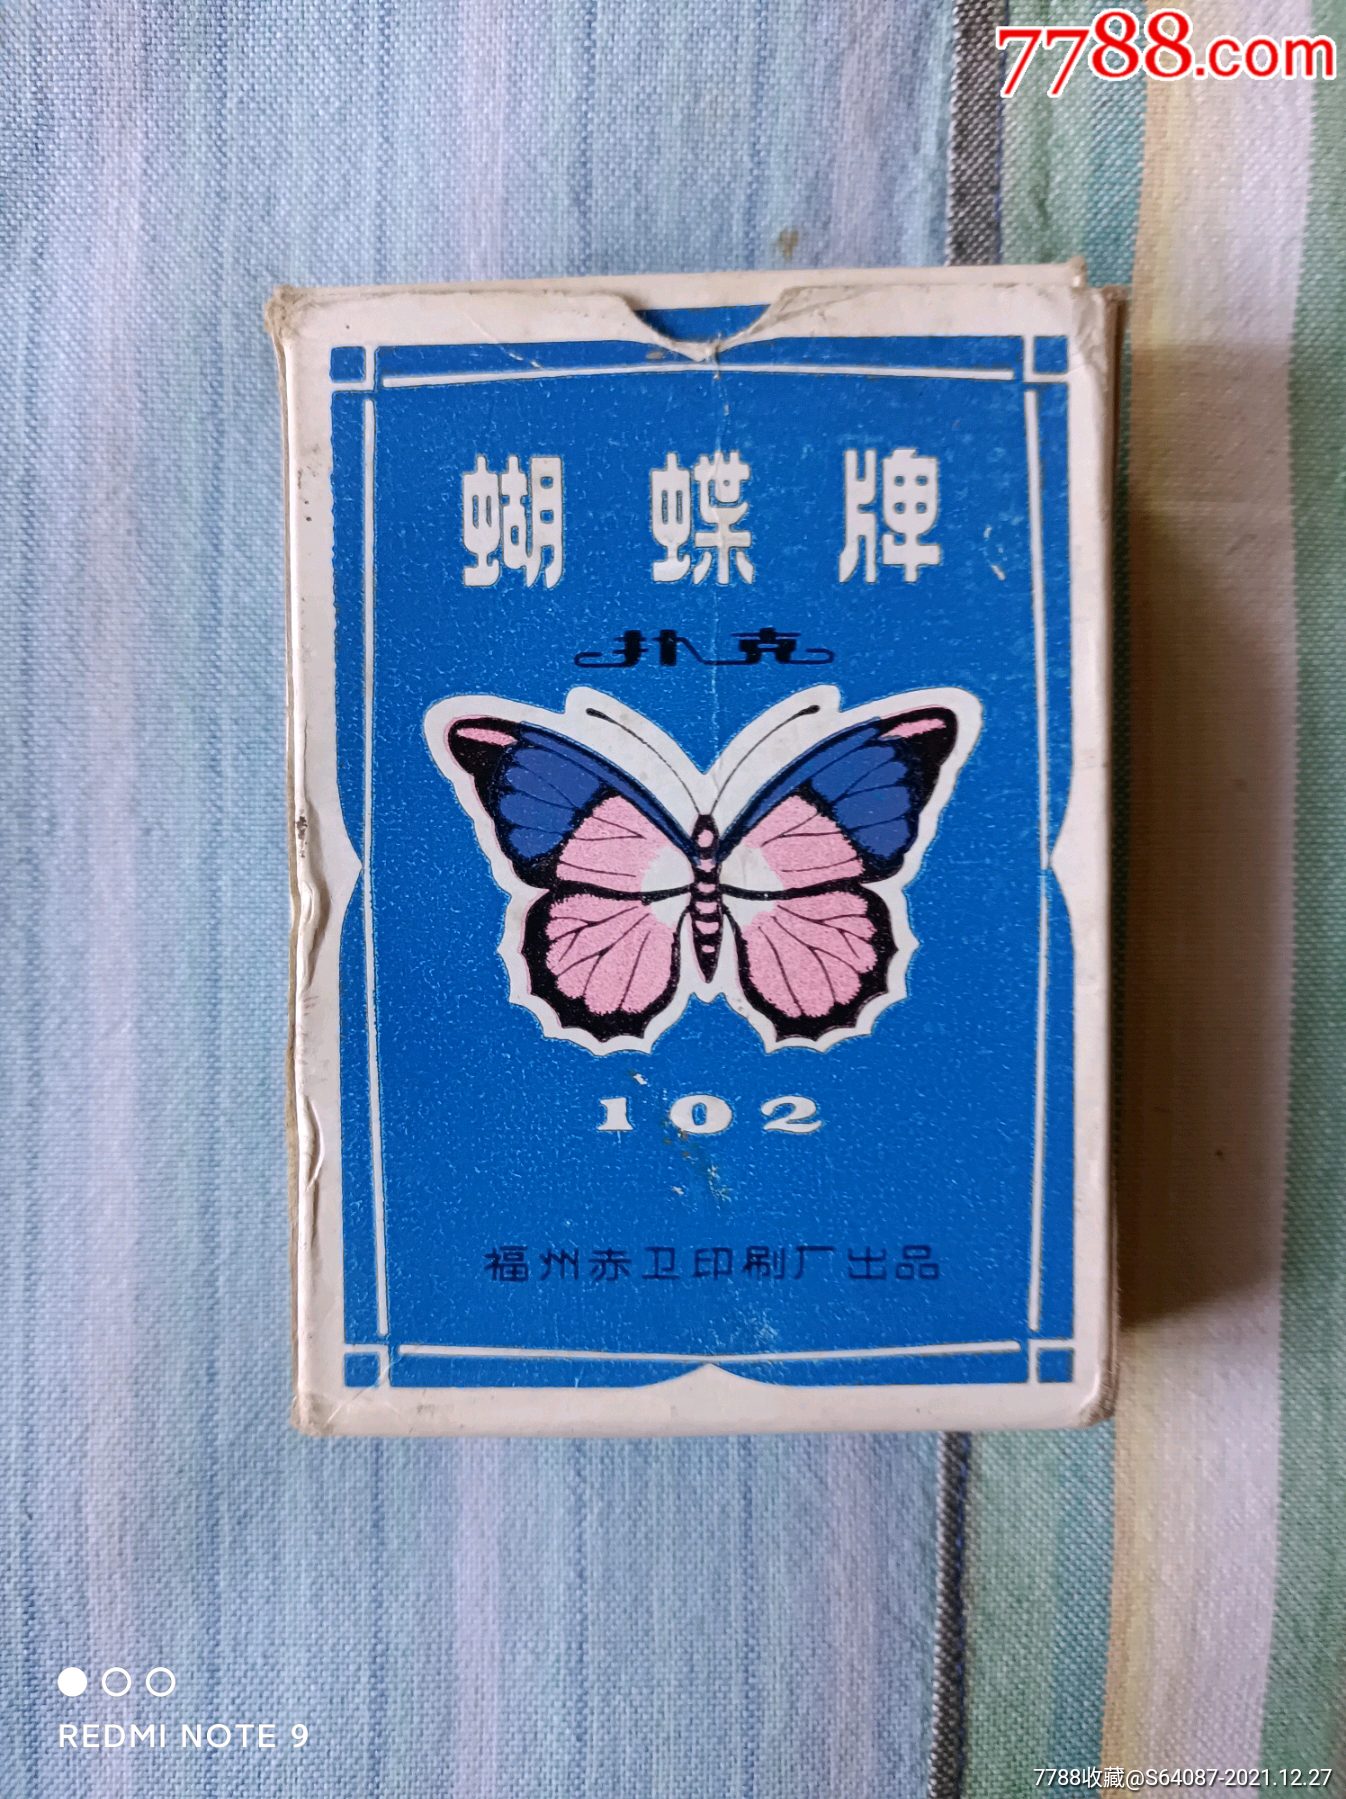 7788.com
蝴蝶牌
扑克
102
福州赤卫印刷厂出品
REDMI NOTE 9
7788收藏@S64087-2021.12.27